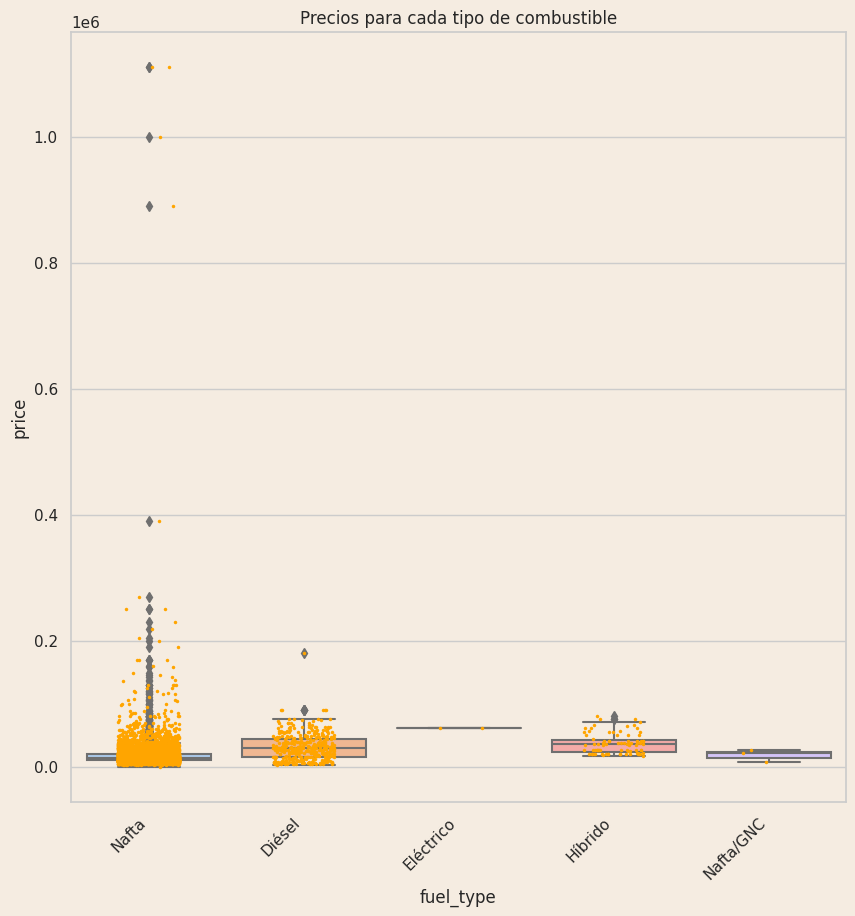 Precios para cada tipo de combustible
1e6
1.0
0.8
0.6
0.4
0.2
0.0
price
Nafta
Diésel
Eléctrico
Híbrido
Nafta/GNC
fuel_type